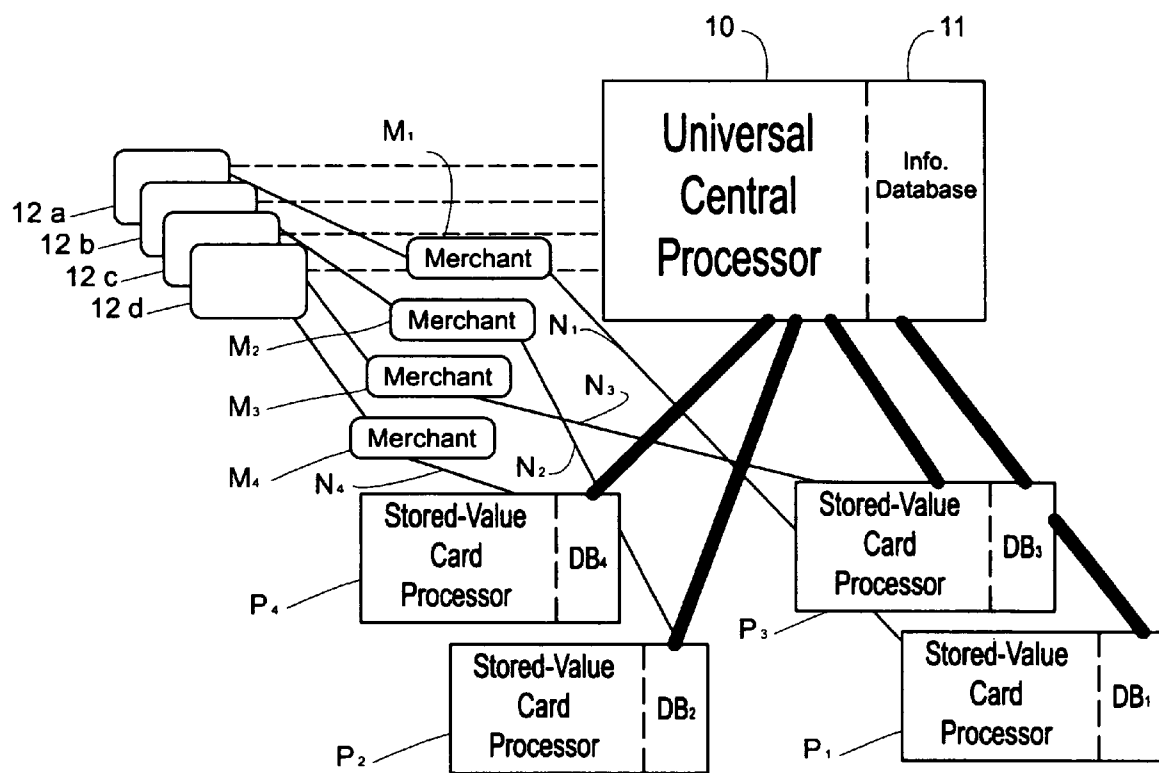 10
11
Universal
Central
Processor
Info.
Database
M₁
12 a
12 b
12 c
12 d
Merchant
Merchant
Merchant
Merchant
M₂
M₃
M₄
N₁
N₃
N₂
N₄
Stored-Value
Card
Processor
DB₄
P₄
Stored-Value
Card
Processor
DB₃
P₃
Stored-Value
Card
Processor
DB₂
P₂
Stored-Value
Card
Processor
DB₁
P₁